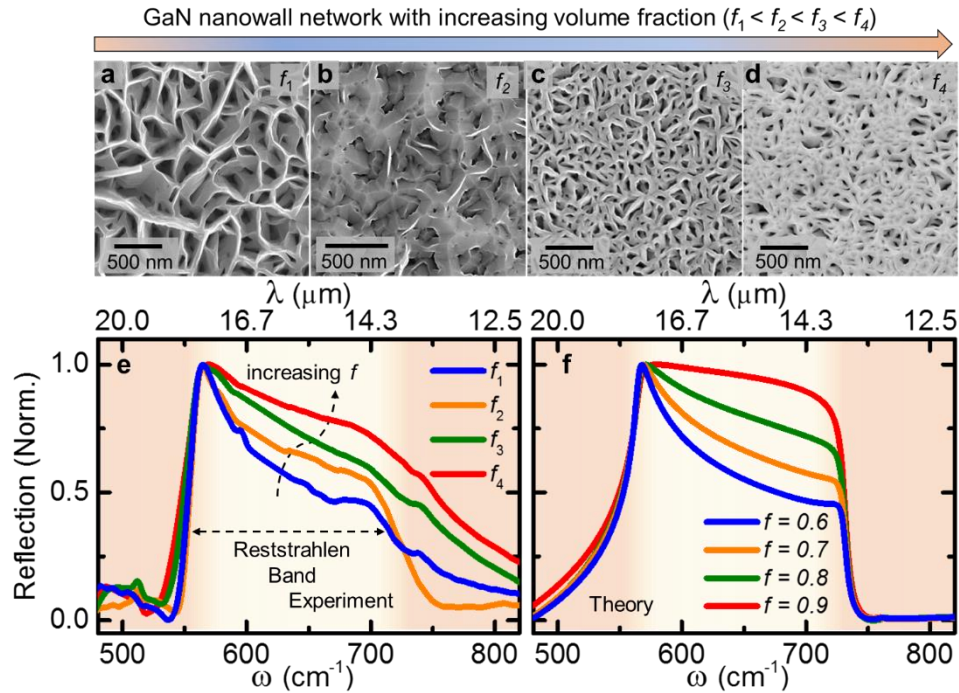 GaN nanowall network with increasing volume fraction (f₁ < f₂ < f₃ < f₄)
a f₁ b f₂ c f₃ d f₄
500 nm 500 nm 500 nm 500 nm
λ (μm) λ (μm)
20.0 16.7 14.3 12.5 20.0 16.7 14.3 12.5
e
increasing f
f₁
f₂
f₃
f₄
Reststrahlen
Band
Experiment
1.0
0.5
0.0
Reflection (Norm.)
500 600 700 800
ω (cm⁻¹)
f
f = 0.6
f = 0.7
f = 0.8
f = 0.9
Theory
500 600 700 800
ω (cm⁻¹)